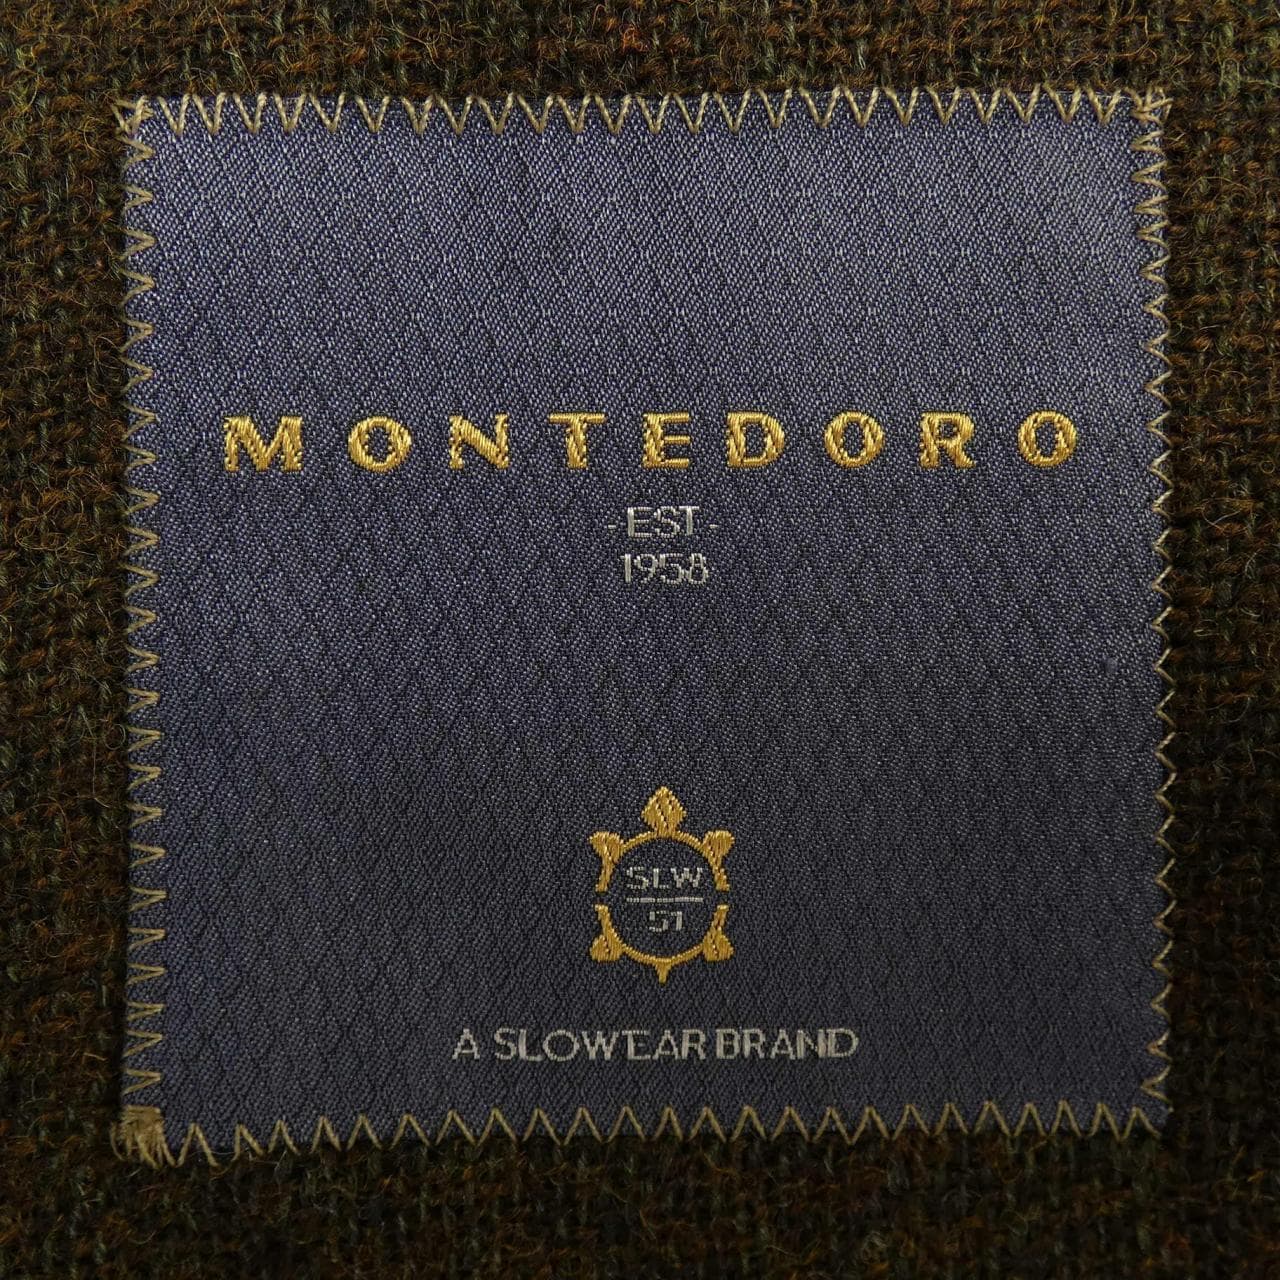 MONTEDORO
-EST-
1958
SLW
51
A SLOWEAR BRAND